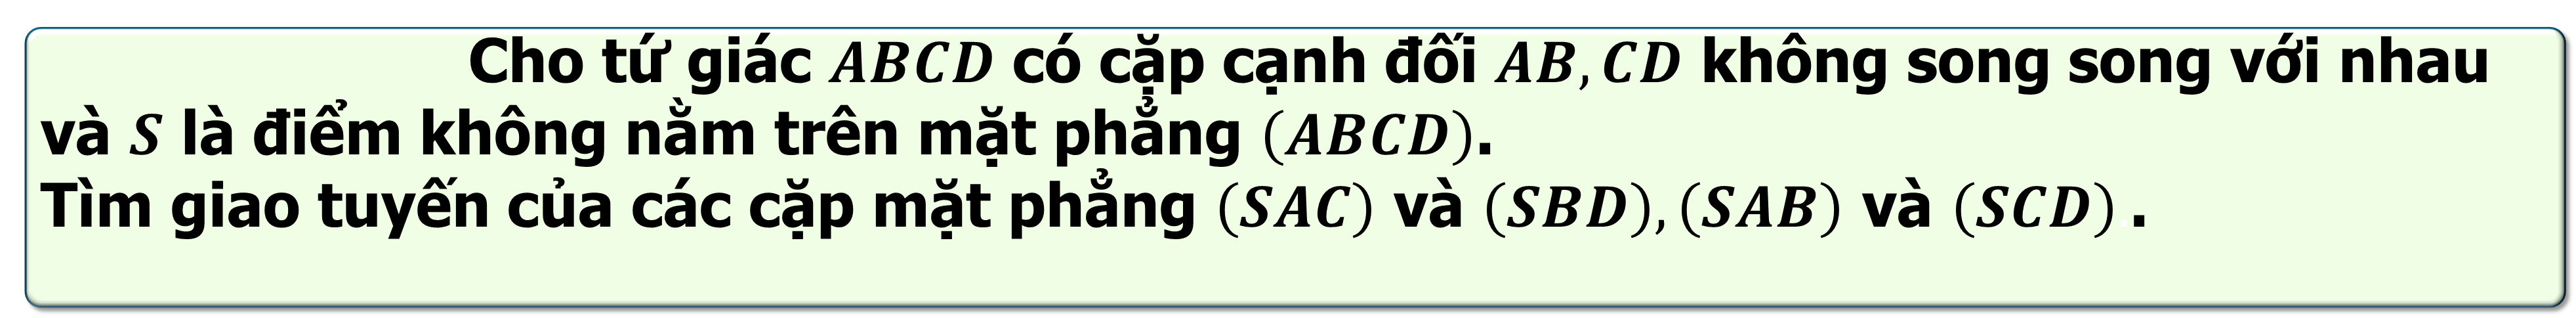 Cho tứ giác ABCD có cặp cạnh đối AB, CD không song song với nhau
và S là điểm không nằm trên mặt phẳng (ABCD).
Tìm giao tuyến của các cặp mặt phẳng (SAC) và (SBD), (SAB) và (SCD).